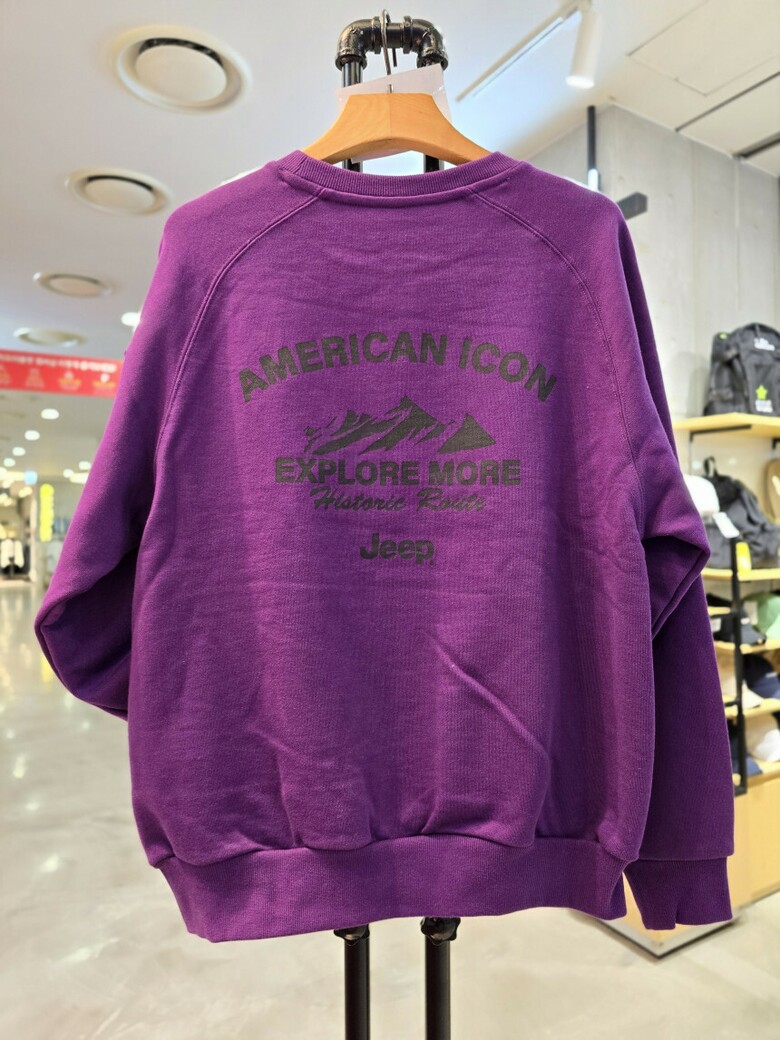 AMERICAN ICON
EXPLORE MORE
Historic Route
Jeep